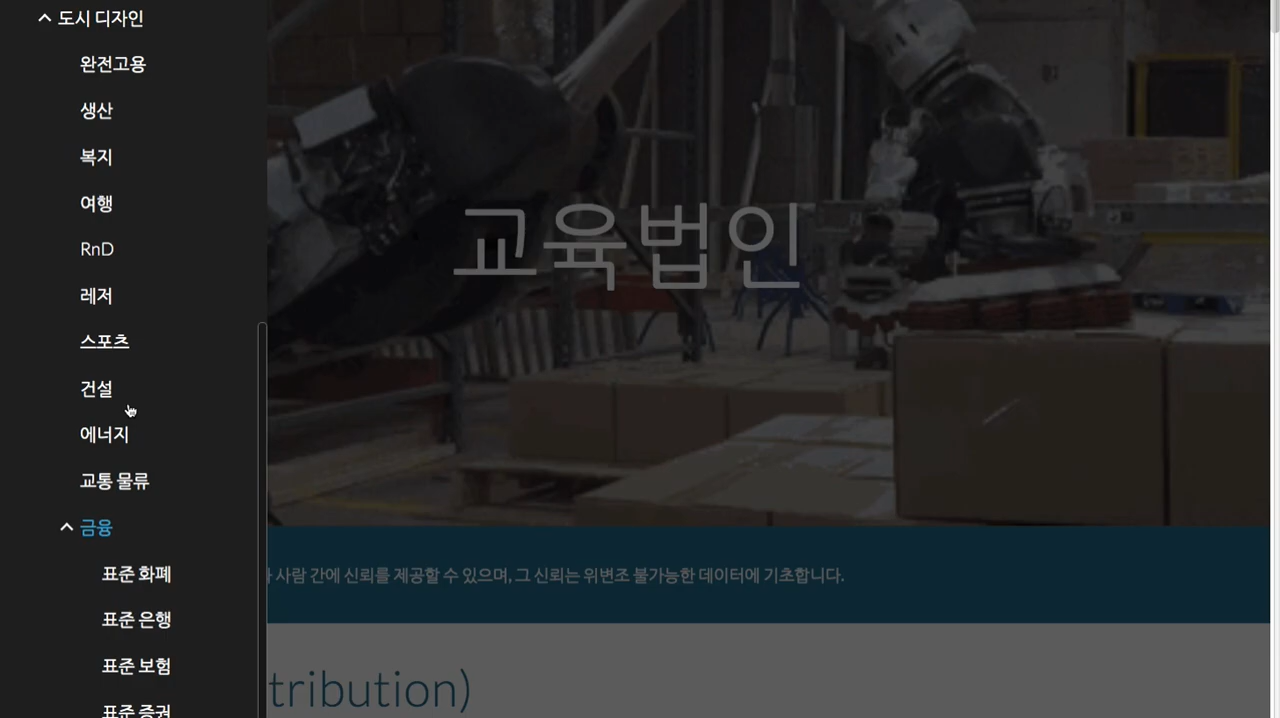 도시 디자인
완전고용
생산
복지
여행
RnD
레저
스포츠
건설
에너지
교통 물류
금융
표준 화폐
표준 은행
표준 보험
표준 증권
교육법인
사람 간에 신뢰를 제공할 수 있으며, 그 신뢰는 위변조 불가능한 데이터에 기초합니다.
tribution)